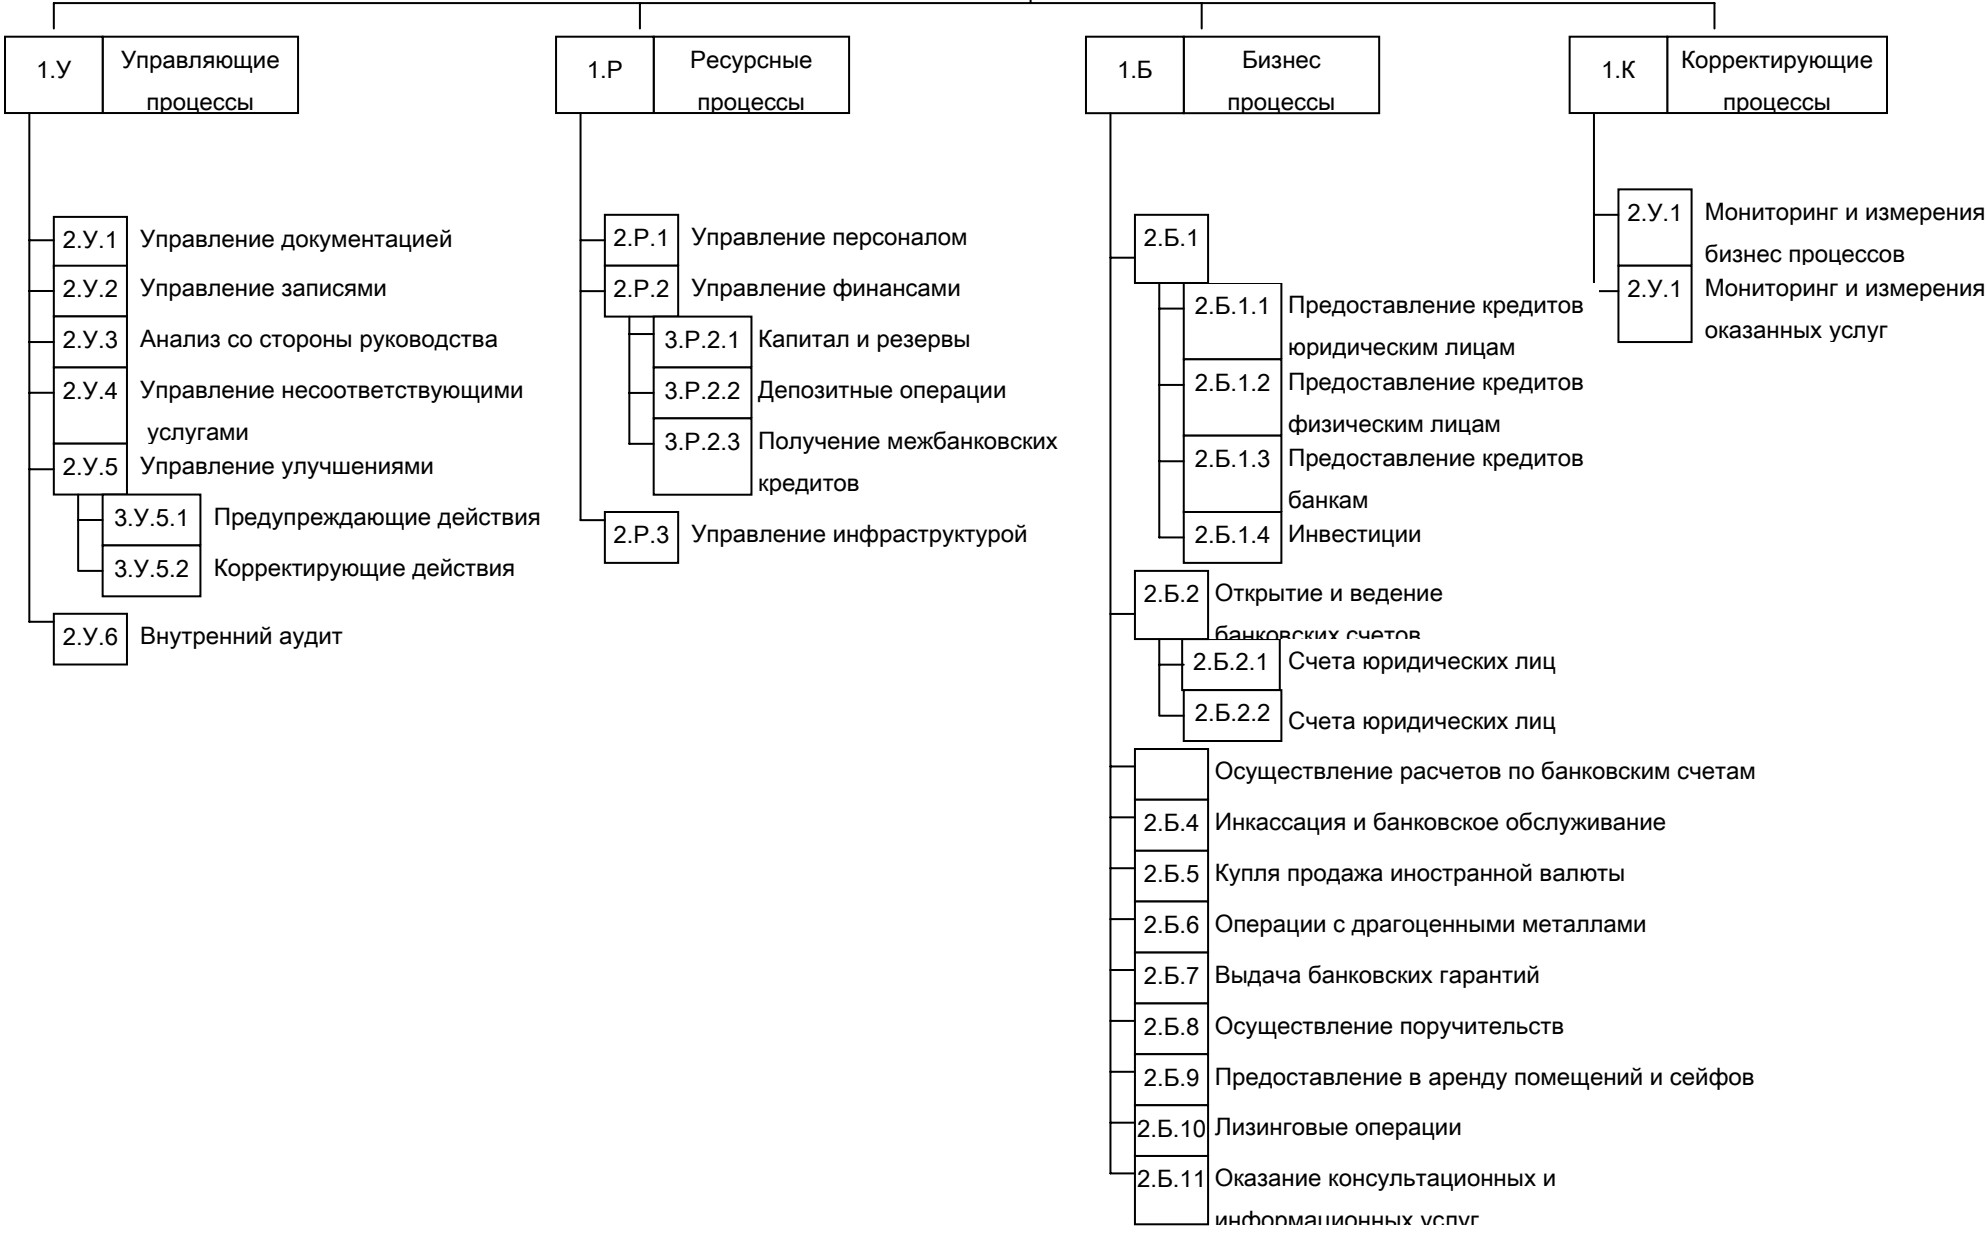 1.У
Управляющие
процессы
2.У.1 Управление документацией
2.У.2 Управление записями
2.У.3 Анализ со стороны руководства
2.У.4 Управление несоответствующими
услугами
2.У.5 Управление улучшениями
3.У.5.1 Предупреждающие действия
3.У.5.2 Корректирующие действия
2.У.6 Внутренний аудит
1.Р
Ресурсные
процессы
2.Р.1 Управление персоналом
2.Р.2 Управление финансами
3.Р.2.1 Капитал и резервы
3.Р.2.2 Депозитные операции
3.Р.2.3 Получение межбанковских
кредитов
2.Р.3 Управление инфраструктурой
1.Б
Бизнес
процессы
2.Б.1
2.Б.1.1 Предоставление кредитов
юридическим лицам
2.Б.1.2 Предоставление кредитов
физическим лицам
2.Б.1.3 Предоставление кредитов
банкам
2.Б.1.4 Инвестиции
2.Б.2 Открытие и ведение
банковских счетов
2.Б.2.1 Счета юридических лиц
2.Б.2.2 Счета юридических лиц
Осуществление расчетов по банковским счетам
2.Б.4 Инкассация и банковское обслуживание
2.Б.5 Купля продажа иностранной валюты
2.Б.6 Операции с драгоценными металлами
2.Б.7 Выдача банковских гарантий
2.Б.8 Осуществление поручительств
2.Б.9 Предоставление в аренду помещений и сейфов
2.Б.10 Лизинговые операции
2.Б.11 Оказание консультационных и
информационных услуг
1.К
Корректирующие
процессы
2.У.1 Мониторинг и измерения
бизнес процессов
2.У.1 Мониторинг и измерения
оказанных услуг